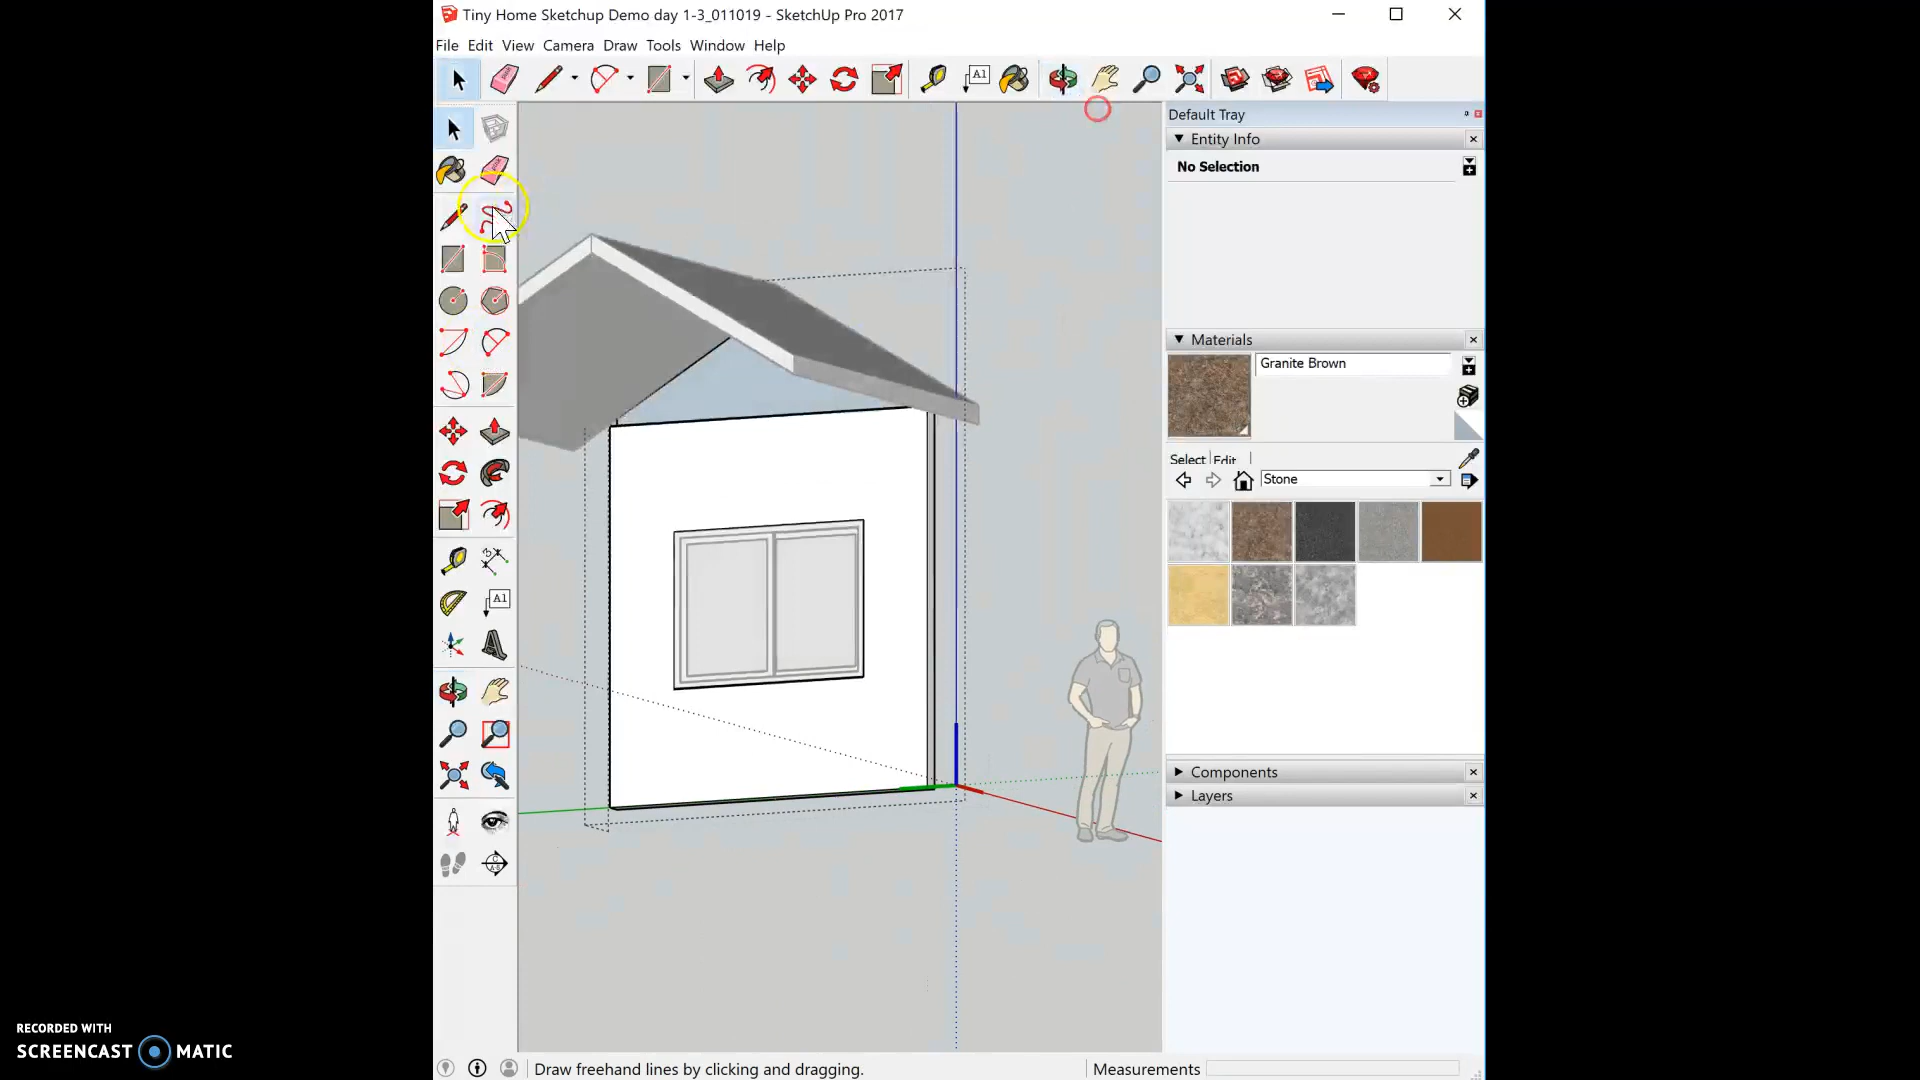 Tiny Home Sketchup Demo day 1-3_011019 - SketchUp Pro 2017
File Edit View Camera Draw Tools Window Help
A1
Default Tray
Entity Info
No Selection
Materials
Granite Brown
Select Edit
Stone
A1
Components
Layers
RECORDED WITH
SCREENCAST MATIC
Draw freehand lines by clicking and dragging.
Measurements